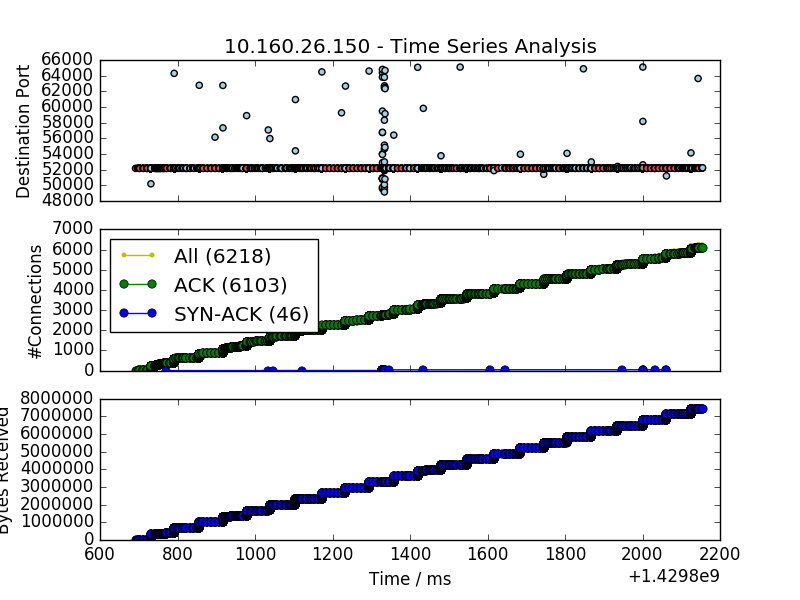 10.160.26.150 - Time Series Analysis
66000
64000
62000
60000
58000
56000
54000
52000
50000
48000
Destination Port
7000
6000
5000
4000
3000
2000
1000
0
#Connections
All (6218)
ACK (6103)
SYN-ACK (46)
8000000
7000000
6000000
5000000
4000000
3000000
2000000
1000000
0
Bytes Received
600 800 1000 1200 1400 1600 1800 2000 2200
Time / ms
+1.4298e9